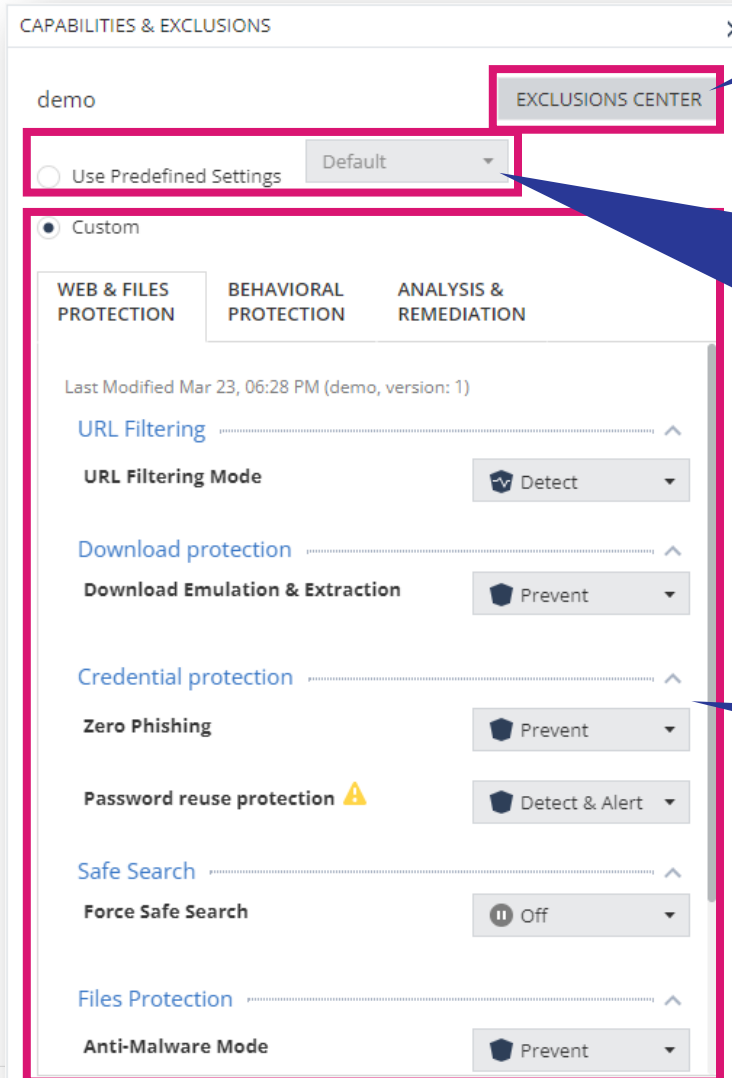 CAPABILITIES & EXCLUSIONS
demo
EXCLUSIONS CENTER
Use Predefined Settings
Default
Custom
WEB & FILES
PROTECTION
BEHAVIORAL
PROTECTION
ANALYSIS &
REMEDIATION
Last Modified Mar 23, 06:28 PM (demo, version: 1)
URL Filtering
URL Filtering Mode
Detect
Download protection
Download Emulation & Extraction
Prevent
Credential protection
Zero Phishing
Prevent
Password reuse protection
Detect & Alert
Safe Search
Force Safe Search
Off
Files Protection
Anti-Malware Mode
Prevent